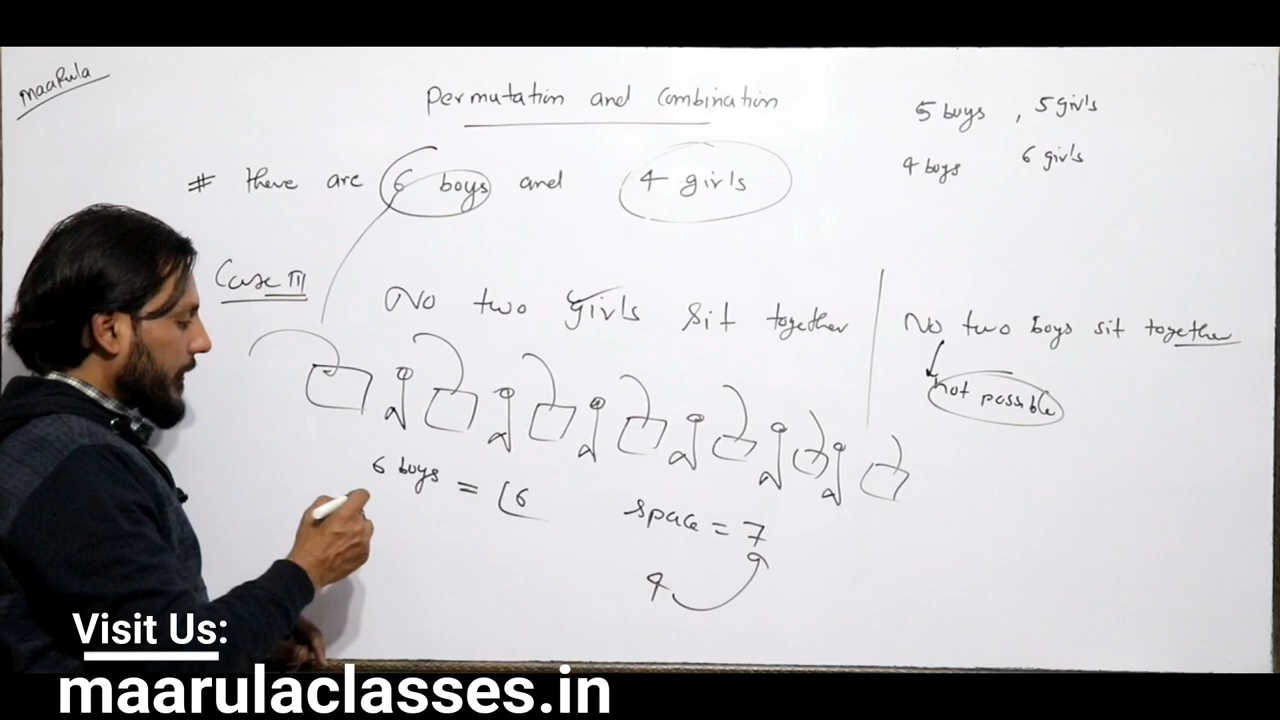 maaRula
Permutation and Combination
5 boys , 5 girls
4 boys 6 girls
# there are 6 boys and 4 girls
Case III
No two girls sit together
No two boys sit together
not possible
6 boys = 6
space = 7
4
Visit Us:
maarulaclasses.in